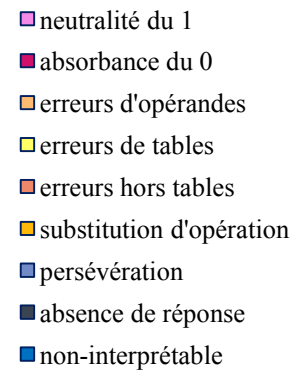 neutralité du 1
absorbance du 0
erreurs d'opérandes
erreurs de tables
erreurs hors tables
substitution d'opération
persévération
absence de réponse
non-interprétable